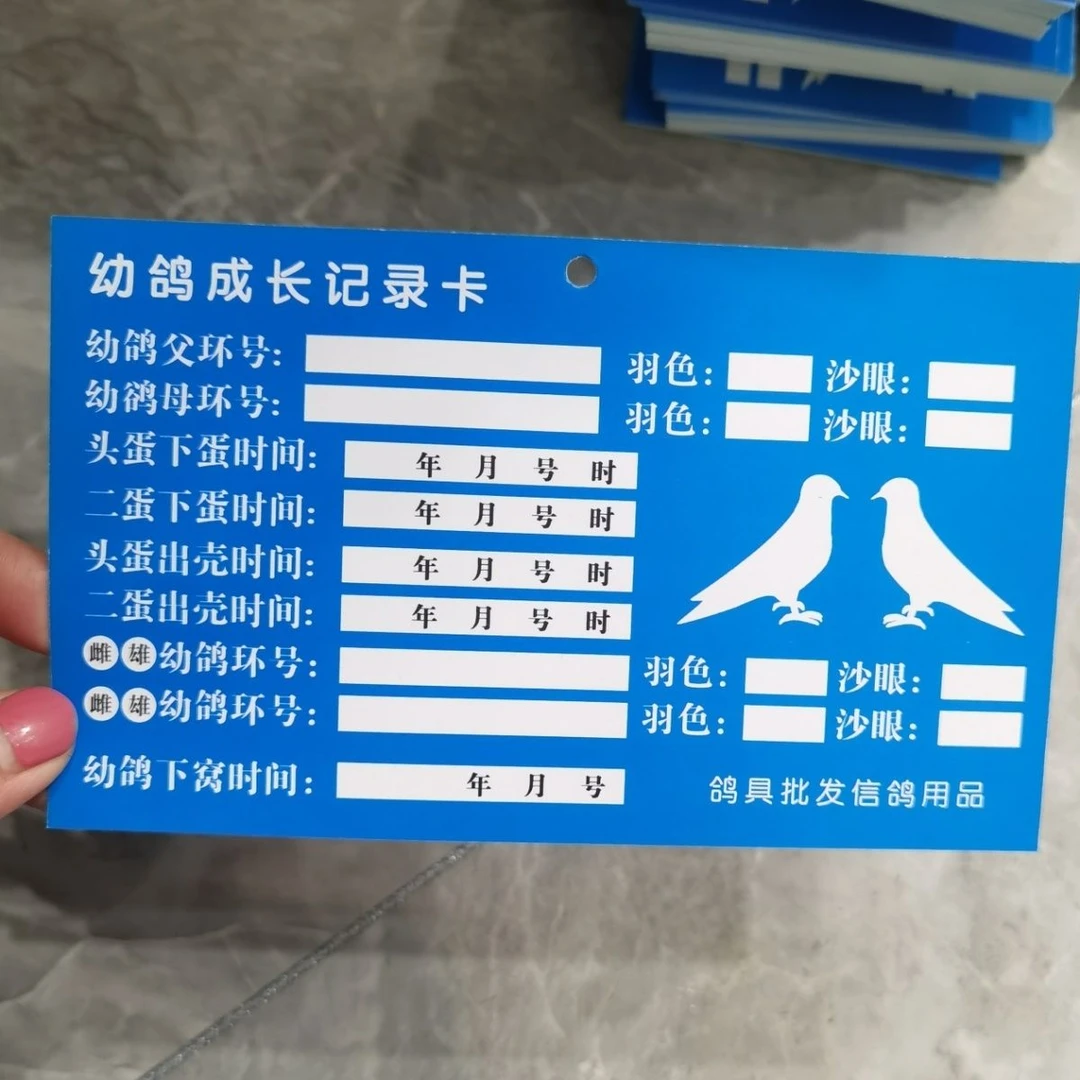 幼鸽成长记录卡
幼鸽父环号: 羽色: 沙眼:
幼鸽母环号: 羽色: 沙眼:
头蛋下蛋时间: 年 月 号 时
二蛋下蛋时间: 年 月 号 时
头蛋出壳时间: 年 月 号 时
二蛋出壳时间: 年 月 号 时
雌 雄 幼鸽环号: 羽色: 沙眼:
雌 雄 幼鸽环号: 羽色: 沙眼:
幼鸽下窝时间: 年 月 号
鸽具批发信鸽用品